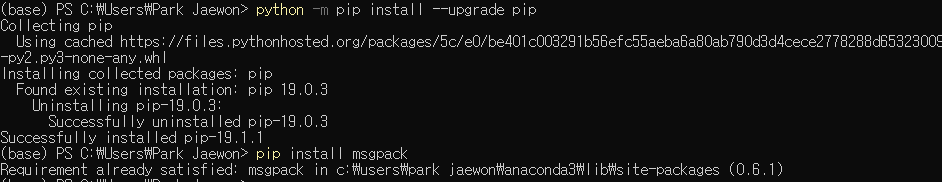 (base) PS C:₩Users₩Park Jaewon> python -m pip install --upgrade pip
Collecting pip
Using cached https://files.pythonhosted.org/packages/5c/e0/be401c003291b56efc55aeba6a80ab790d3d4cece2778288d65323009
-py2.py3-none-any.whl
Installing collected packages: pip
Found existing installation: pip 19.0.3
Uninstalling pip-19.0.3:
Successfully uninstalled pip-19.0.3
Successfully installed pip-19.1.1
(base) PS C:₩Users₩Park Jaewon> pip install msgpack
Requirement already satisfied: msgpack in c:₩users₩park jaewon₩anaconda3₩lib₩site-packages (0.6.1)